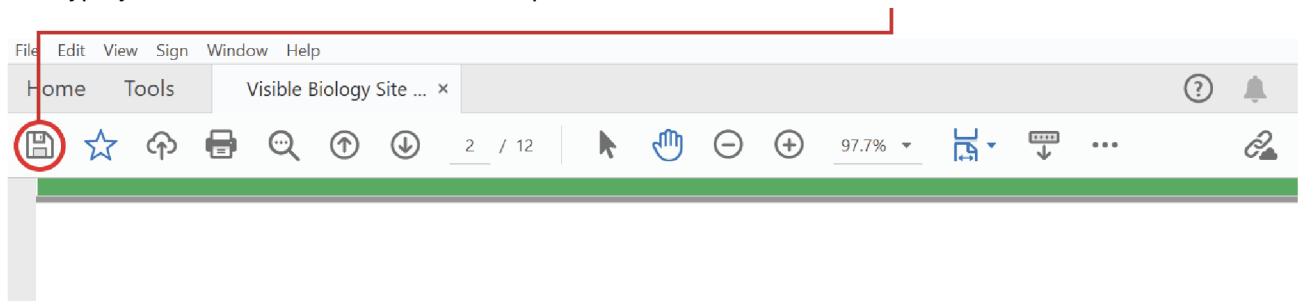 File Edit View Sign Window Help
Home Tools Visible Biology Site ... ×
2 / 12 97.7%